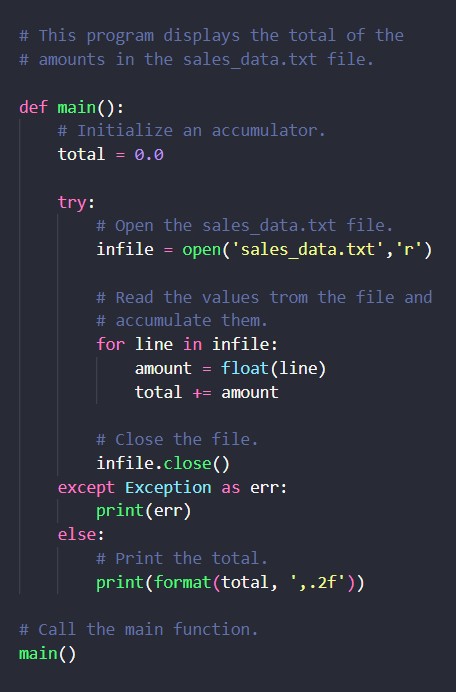 # This program displays the total of the
# amounts in the sales_data.txt file.
def main():
# Initialize an accumulator.
total = 0.0
try:
# Open the sales_data.txt file.
infile = open('sales_data.txt','r')
# Read the values trom the file and
# accumulate them.
for line in infile:
amount = float(line)
total += amount
# Close the file.
infile.close()
except Exception as err:
print(err)
else:
# Print the total.
print(format(total, ',.2f'))
# Call the main function.
main()